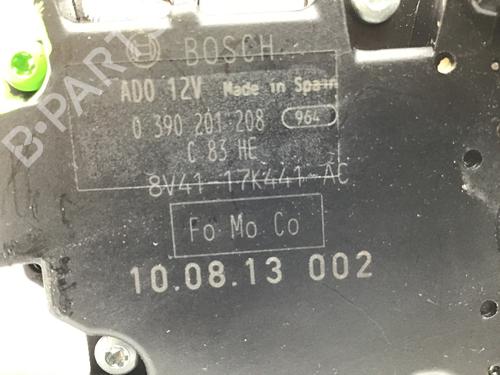 BOSCH
ADO 12V Made in Spain
0 390 201 208 964
C 83 HE
8V41-17K441-AC
Fo Mo Co
10.08.13 002
B-PARTS